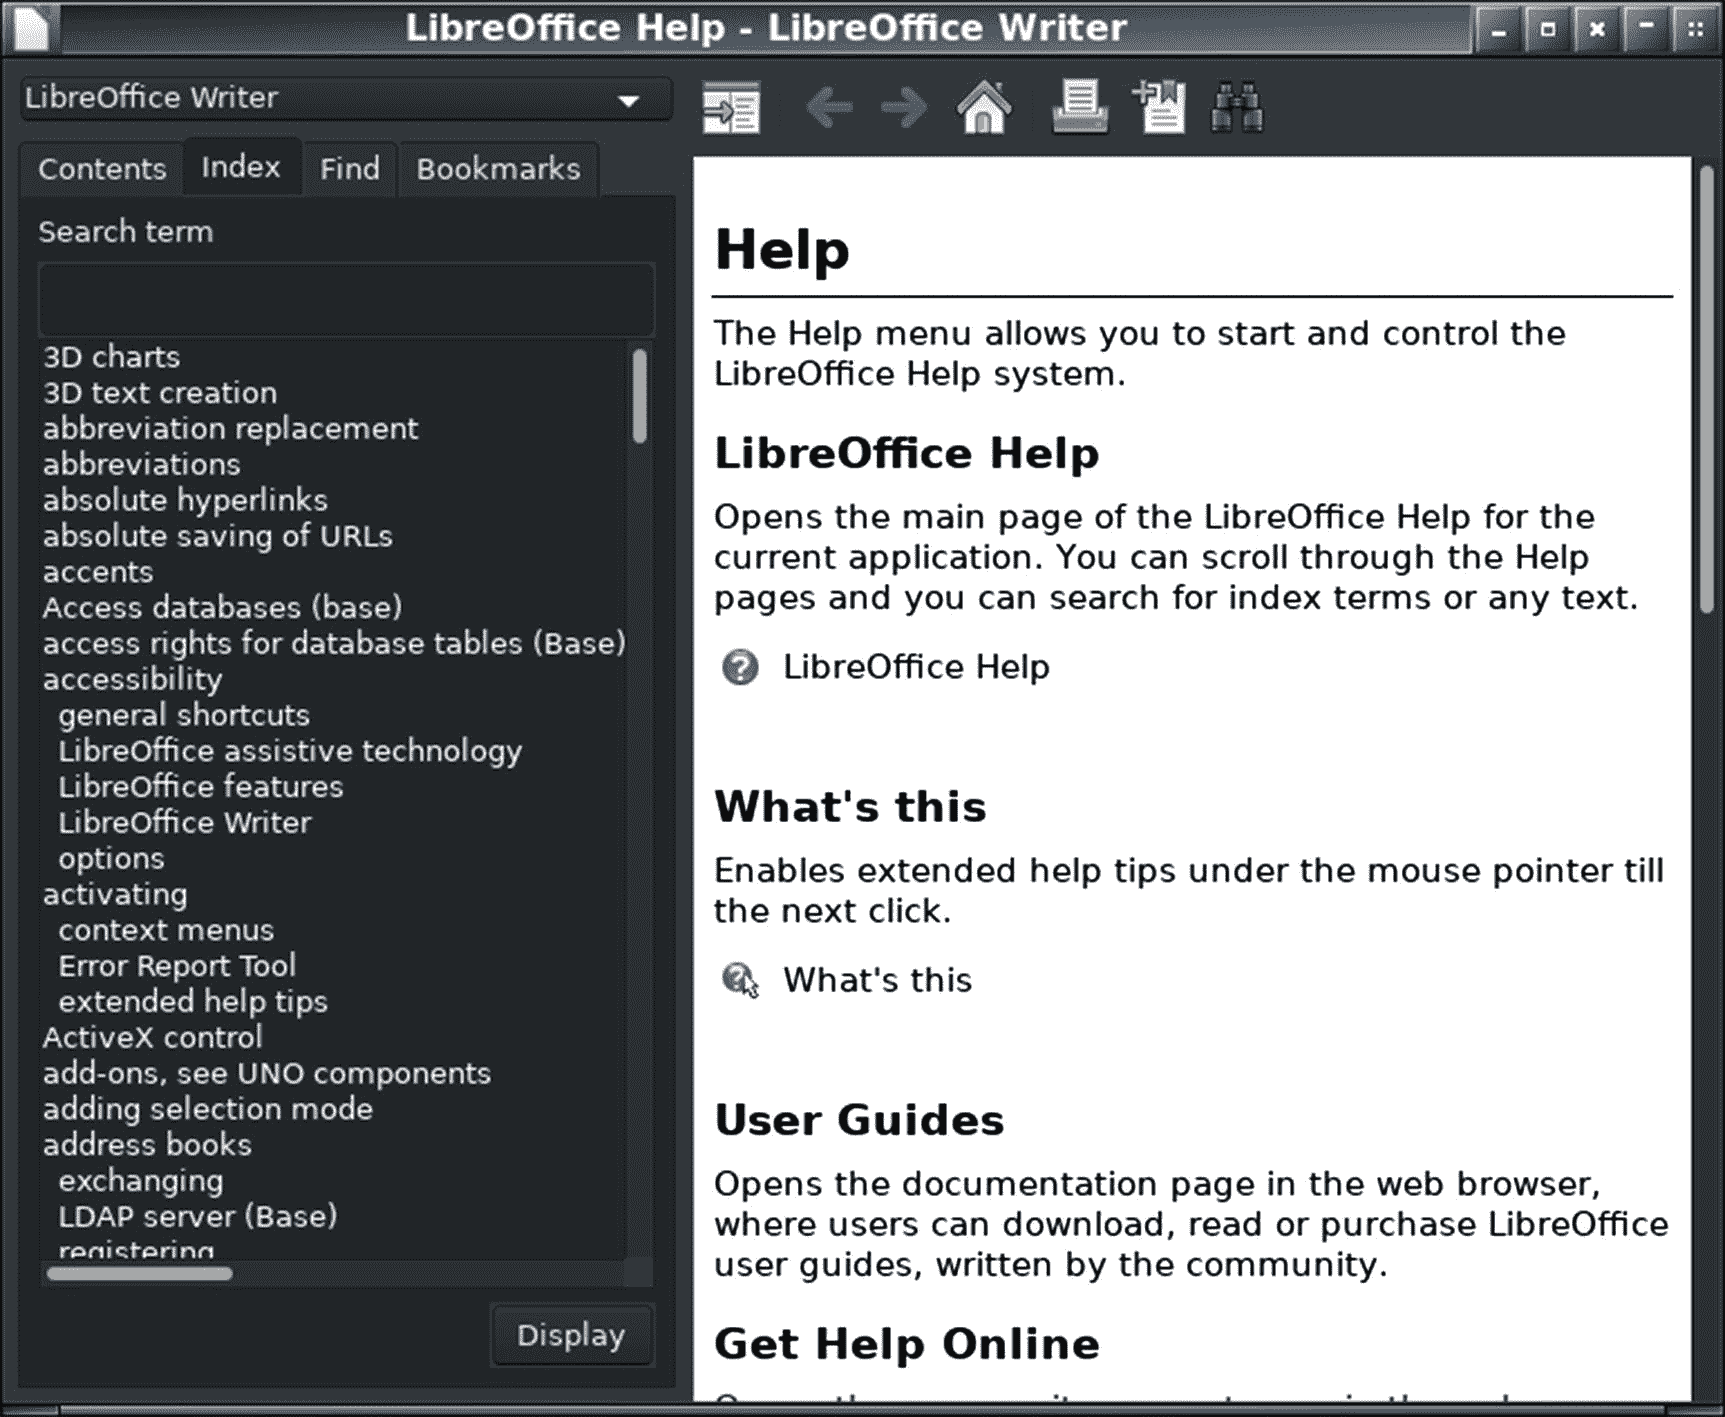 LibreOffice Help - LibreOffice Writer
LibreOffice Writer
Contents
Index
Find
Bookmarks
Search term
3D charts
3D text creation
abbreviation replacement
abbreviations
absolute hyperlinks
absolute saving of URLs
accents
Access databases (base)
access rights for database tables (Base)
accessibility
general shortcuts
LibreOffice assistive technology
LibreOffice features
LibreOffice Writer
options
activating
context menus
Error Report Tool
extended help tips
ActiveX control
add-ons, see UNO components
adding selection mode
address books
exchanging
LDAP server (Base)
registering
Display
Help
The Help menu allows you to start and control the
LibreOffice Help system.
LibreOffice Help
Opens the main page of the LibreOffice Help for the
current application. You can scroll through the Help
pages and you can search for index terms or any text.
LibreOffice Help
What's this
Enables extended help tips under the mouse pointer till
the next click.
What's this
User Guides
Opens the documentation page in the web browser,
where users can download, read or purchase LibreOffice
user guides, written by the community.
Get Help Online